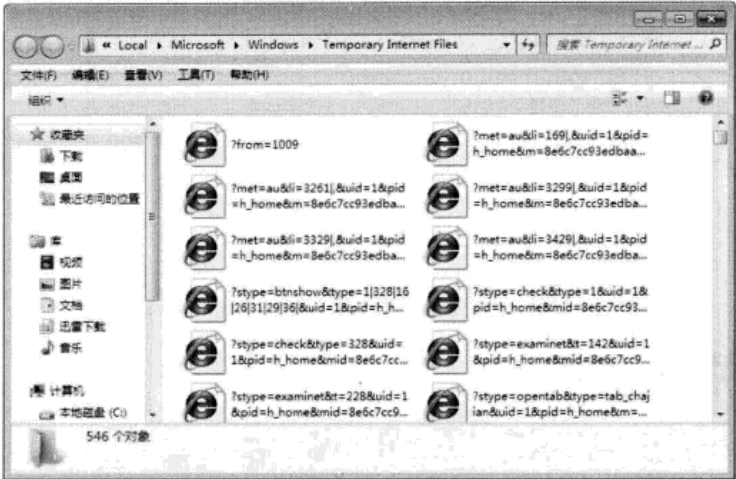 « Local ▸ Microsoft ▸ Windows ▸ Temporary Internet Files
搜索 Temporary Internet ...
文件(F) 编辑(E) 查看(V) 工具(T) 帮助(H)
组织
收藏夹
下载
桌面
最近访问的位置
库
视频
图片
文档
迅雷下载
音乐
计算机
本地磁盘 (C:)
?from=1009
?met=au&li=169|,&uid=1&pid=
h_home&m=8e6c7cc93edbaa...
?met=au&li=3261|,&uid=1&pid
=h_home&m=8e6c7cc93edba...
?met=au&li=3299|,&uid=1&pid
=h_home&m=8e6c7cc93edba...
?met=au&li=3329|,&uid=1&pid
=h_home&m=8e6c7cc93edba...
?met=au&li=3429|,&uid=1&pid
=h_home&m=8e6c7cc93edba...
?stype=btnshow&type=1|328|16
|26|31|29|36|&uid=1&pid=h_h...
?stype=check&type=1&uid=1&
pid=h_home&mid=8e6c7cc93...
?stype=check&type=328&uid=
1&pid=h_home&mid=8e6c7cc...
?stype=examinet&t=142&uid=1
&pid=h_home&mid=8e6c7cc9...
?stype=examinet&t=228&uid=1
&pid=h_home&mid=8e6c7cc9...
?stype=opentab&type=tab_chaj
ian&uid=1&pid=h_home&m=...
546 个对象